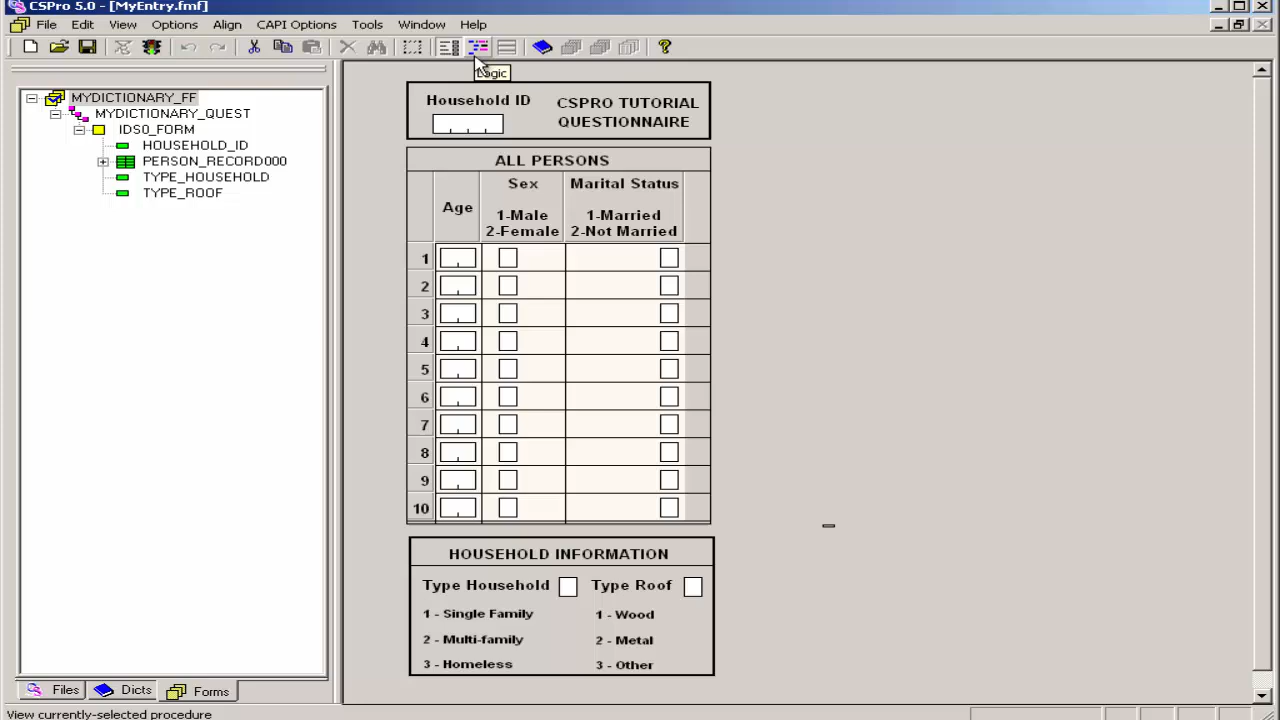 CSPro 5.0 - [MyEntry.fmf]
File Edit View Options Align CAPI Options Tools Window Help
Logic
MYDICTIONARY_FF
MYDICTIONARY_QUEST
IDS0_FORM
HOUSEHOLD_ID
PERSON_RECORD000
TYPE_HOUSEHOLD
TYPE_ROOF
Household ID
CSPRO TUTORIAL
QUESTIONNAIRE
ALL PERSONS
Age
Sex
1-Male
2-Female
Marital Status
1-Married
2-Not Married
1
2
3
4
5
6
7
8
9
10
HOUSEHOLD INFORMATION
Type Household Type Roof
1 - Single Family 1 - Wood
2 - Multi-family 2 - Metal
3 - Homeless 3 - Other
Files Dicts Forms
View currently-selected procedure